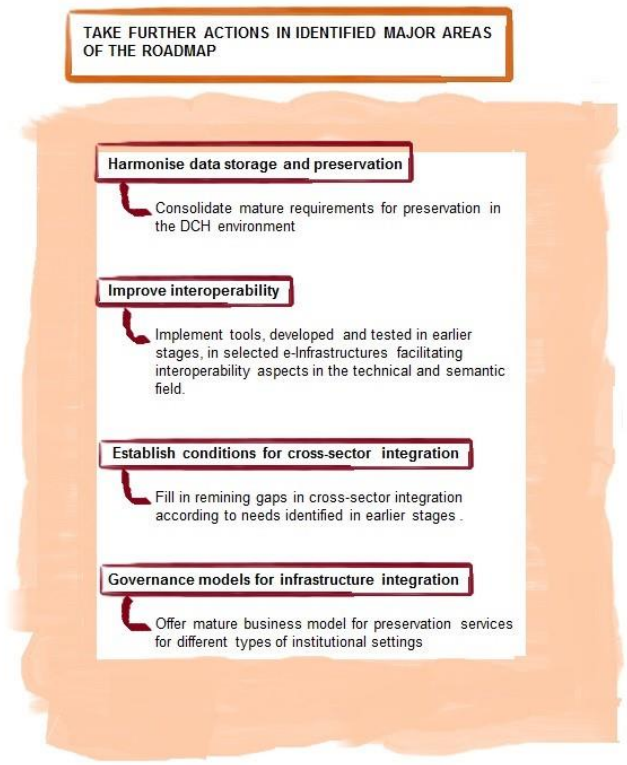 TAKE FURTHER ACTIONS IN IDENTIFIED MAJOR AREAS
OF THE ROADMAP
Harmonise data storage and preservation
Consolidate mature requirements for preservation in
the DCH environment
Improve interoperability
Implement tools, developed and tested in earlier
stages, in selected e-Infrastructures facilitating
interoperability aspects in the technical and semantic
field.
Establish conditions for cross-sector integration
Fill in remining gaps in cross-sector integration
according to needs identified in earlier stages .
Governance models for infrastructure integration
Offer mature business model for preservation services
for different types of institutional settings